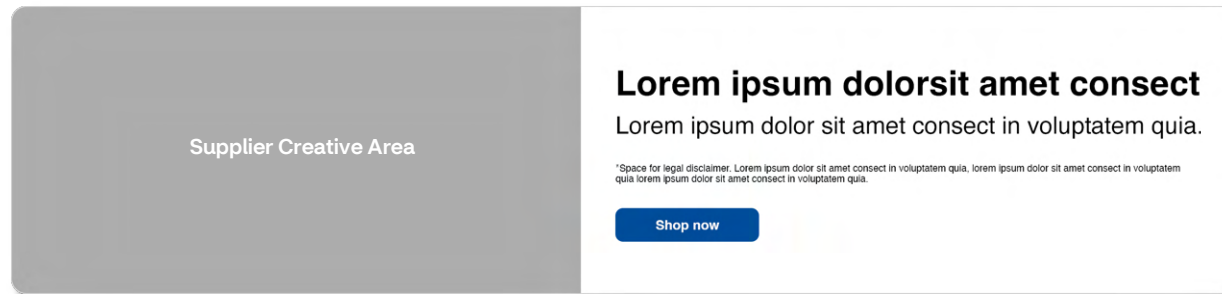 Supplier Creative Area
Lorem ipsum dolorsit amet consect
Lorem ipsum dolor sit amet consect in voluptatem quia.
*Space for legal disclaimer. Lorem ipsum dolor sit amet consect in voluptatem quia, lorem ipsum dolor sit amet consect in voluptatem
quia lorem ipsum dolor sit amet consect in voluptatem quia.
Shop now